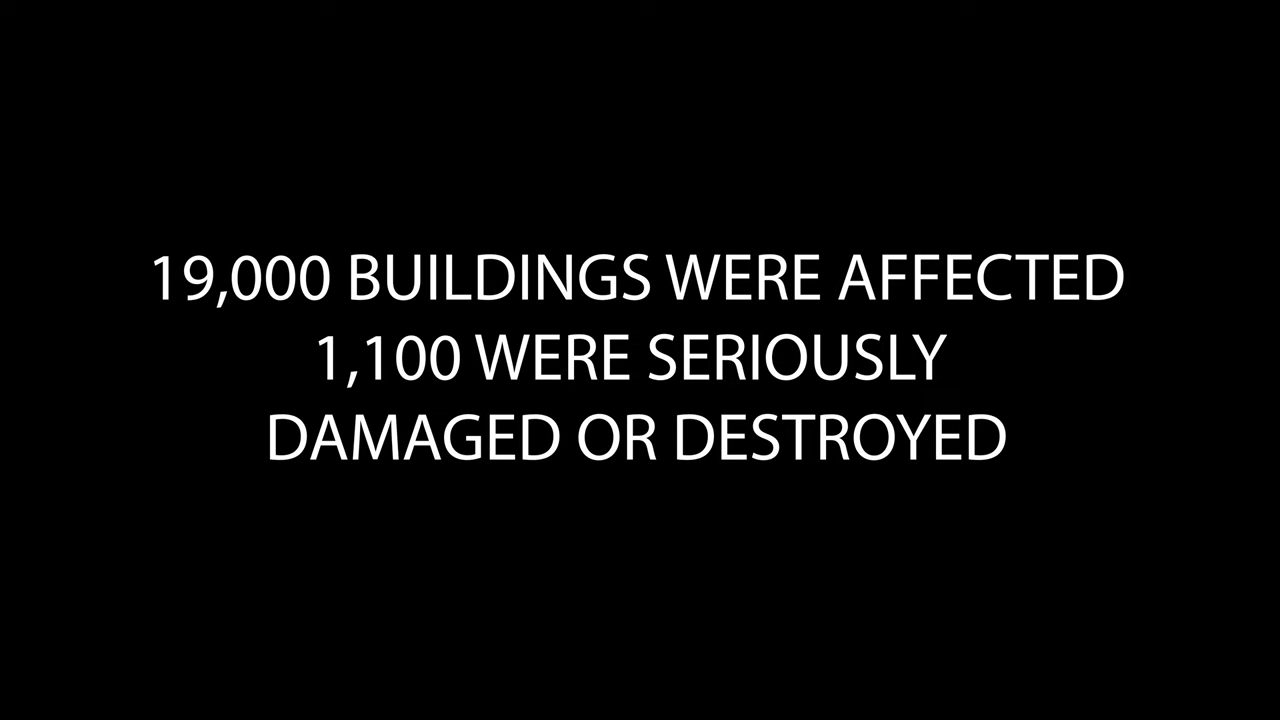 19,000 BUILDINGS WERE AFFECTED
1,100 WERE SERIOUSLY
DAMAGED OR DESTROYED